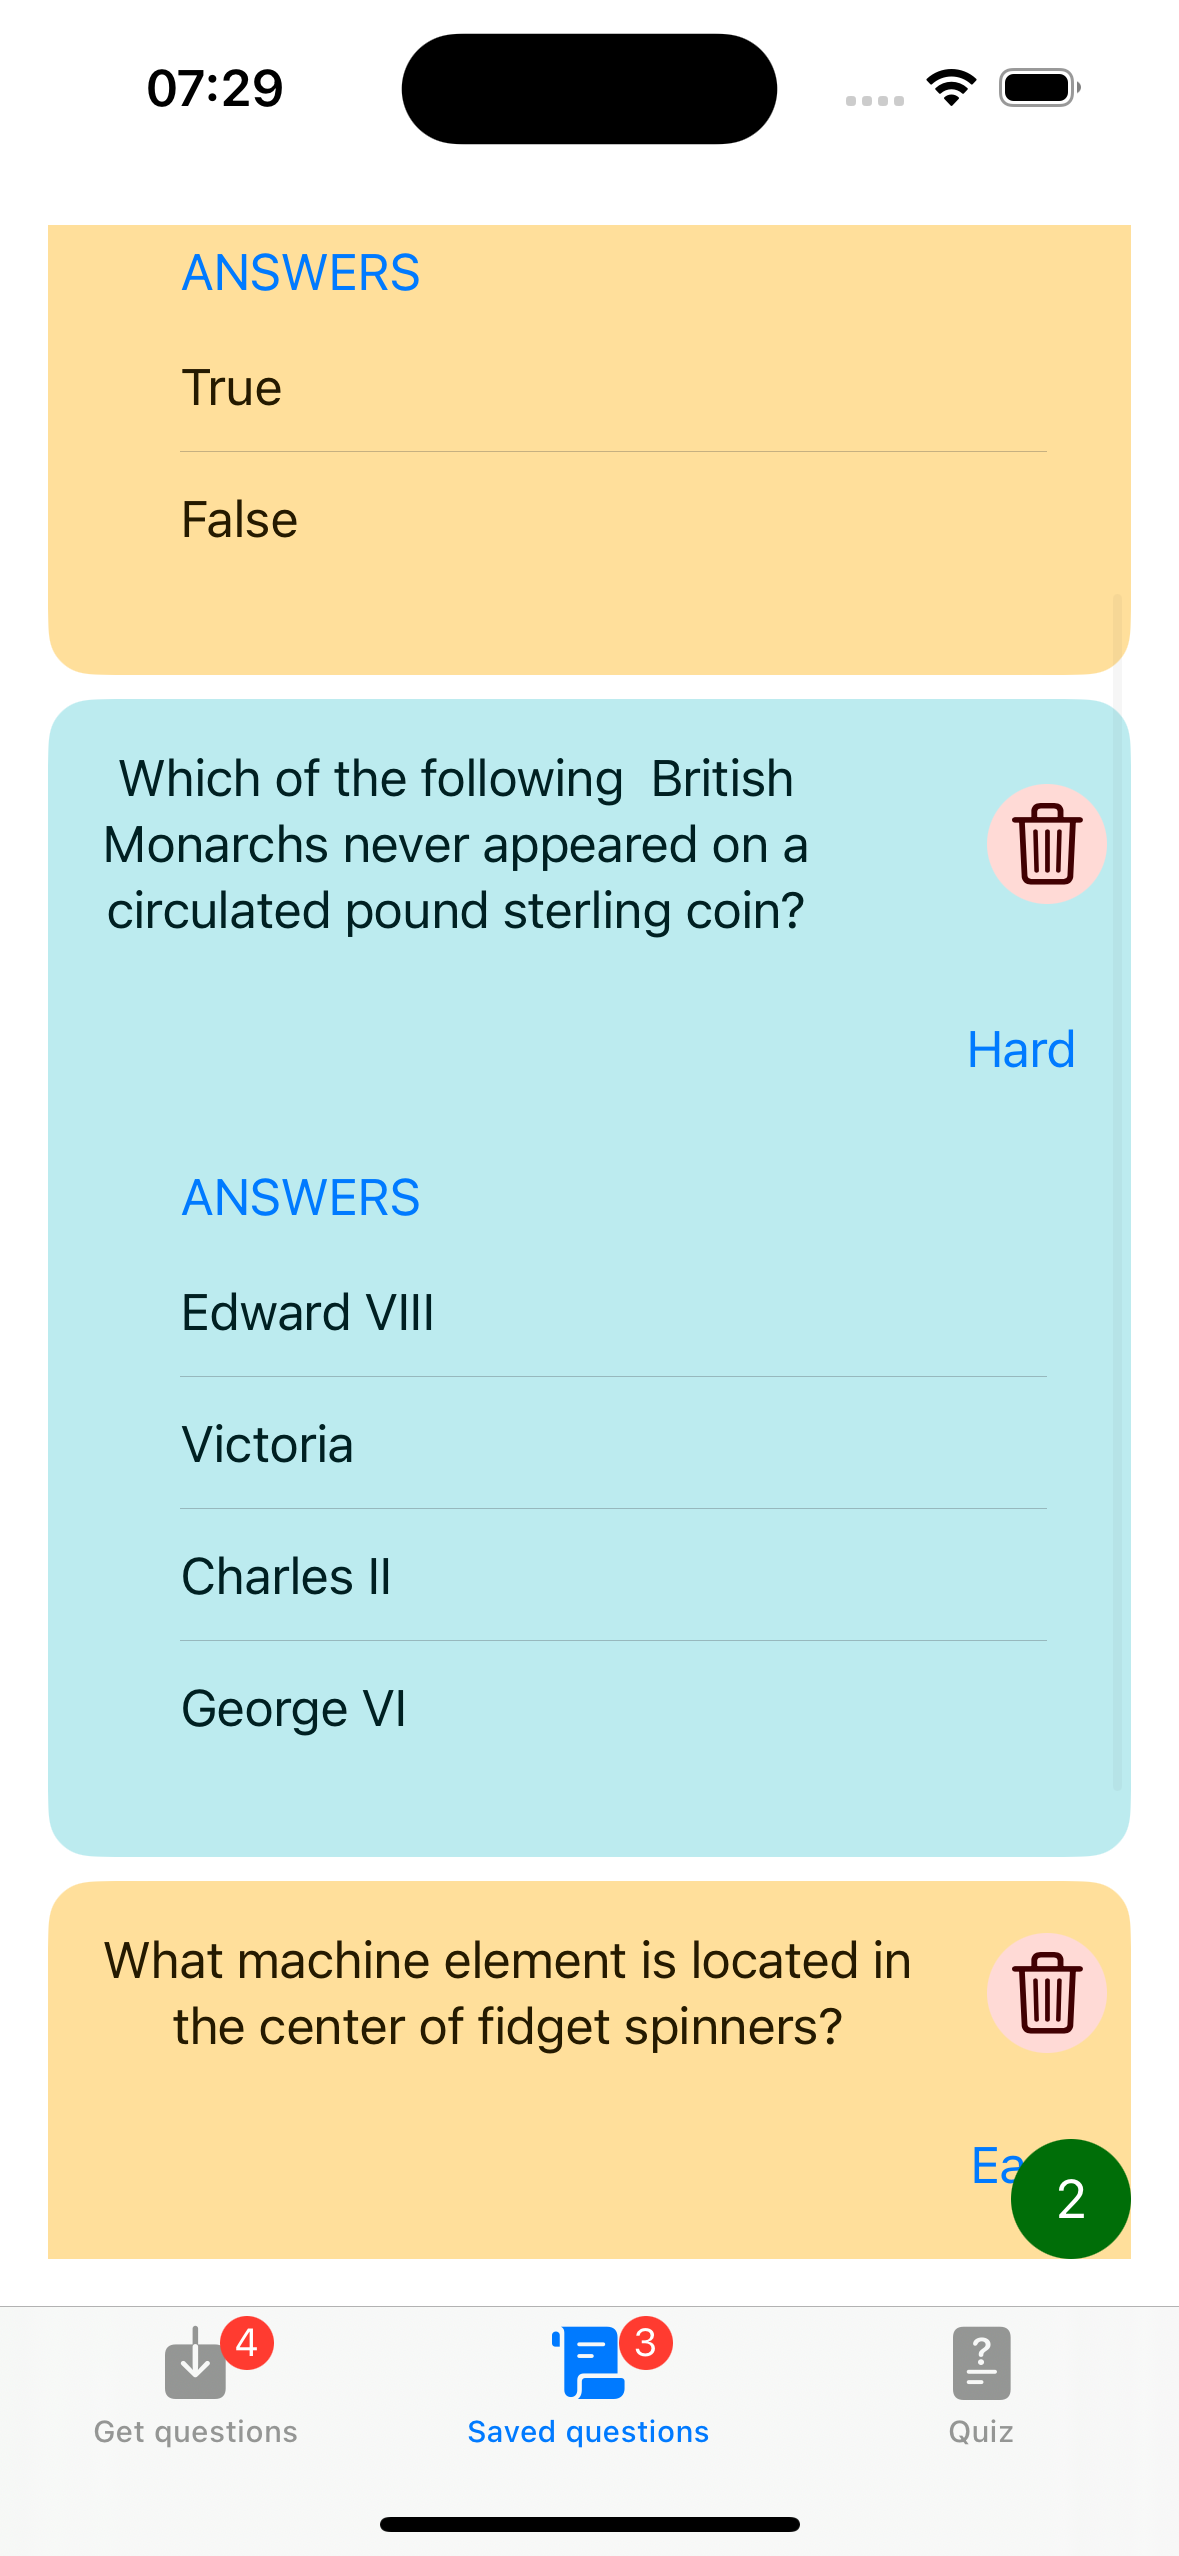 07:29
ANSWERS
True
False
Which of the following  British
Monarchs never appeared on a
circulated pound sterling coin?
Hard
ANSWERS
Edward VIII
Victoria
Charles II
George VI
What machine element is located in
the center of fidget spinners?
Ea
2
4
3
Get questions
Saved questions
Quiz